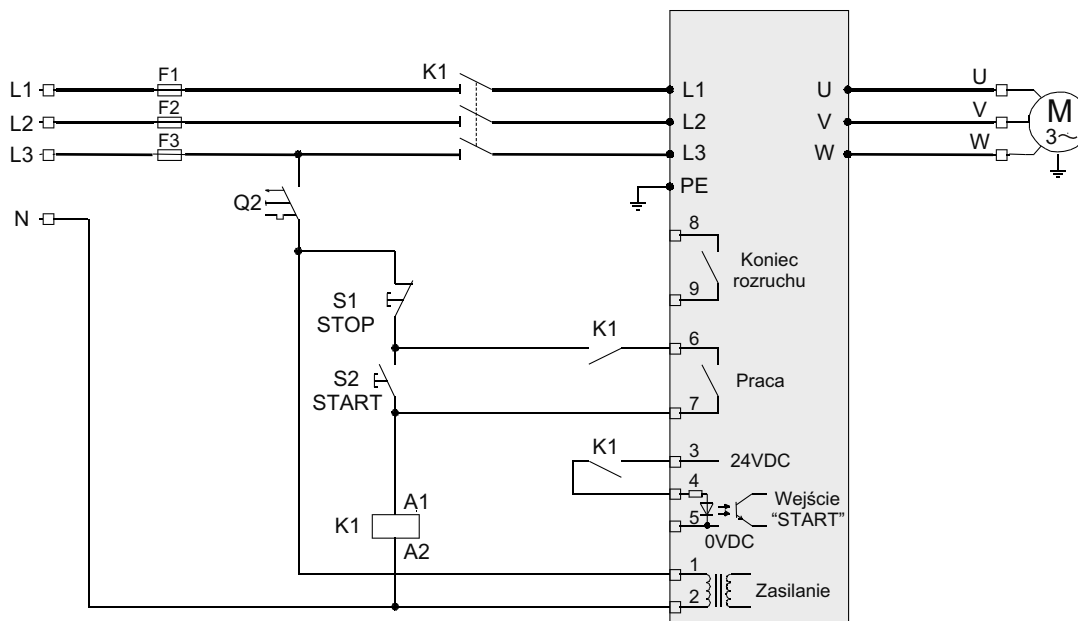 L1
F1
K1
L1
U
U
L2
F2
L2
V
V
M
3~
L3
F3
L3
W
W
PE
Q2
N
8
Koniec
rozruchu
9
S1
STOP
K1
6
S2
START
Praca
7
K1
3
24VDC
4
Wejście
"START"
5
0VDC
A1
K1
A2
1
Zasilanie
2